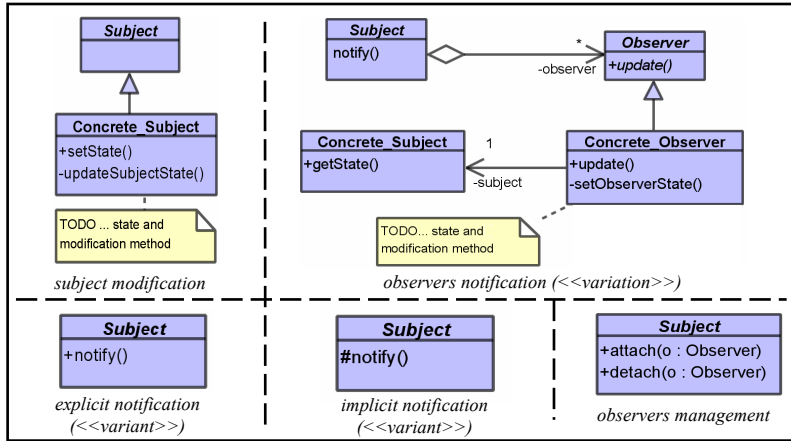 Subject
Concrete_Subject
+setState()
-updateSubjectState()
TODO ... state and
modification method
subject modification
Subject
notify()
*
-observer
Observer
+update()
Concrete_Subject
+getState()
1
-subject
Concrete_Observer
+update()
-setObserverState()
TODO... state and
modification method
observers notification (<<variation>>)
Subject
+notify()
explicit notification
(<<variant>>)
Subject
#notify()
implicit notification
(<<variant>>)
Subject
+attach(o : Observer)
+detach(o : Observer)
observers management